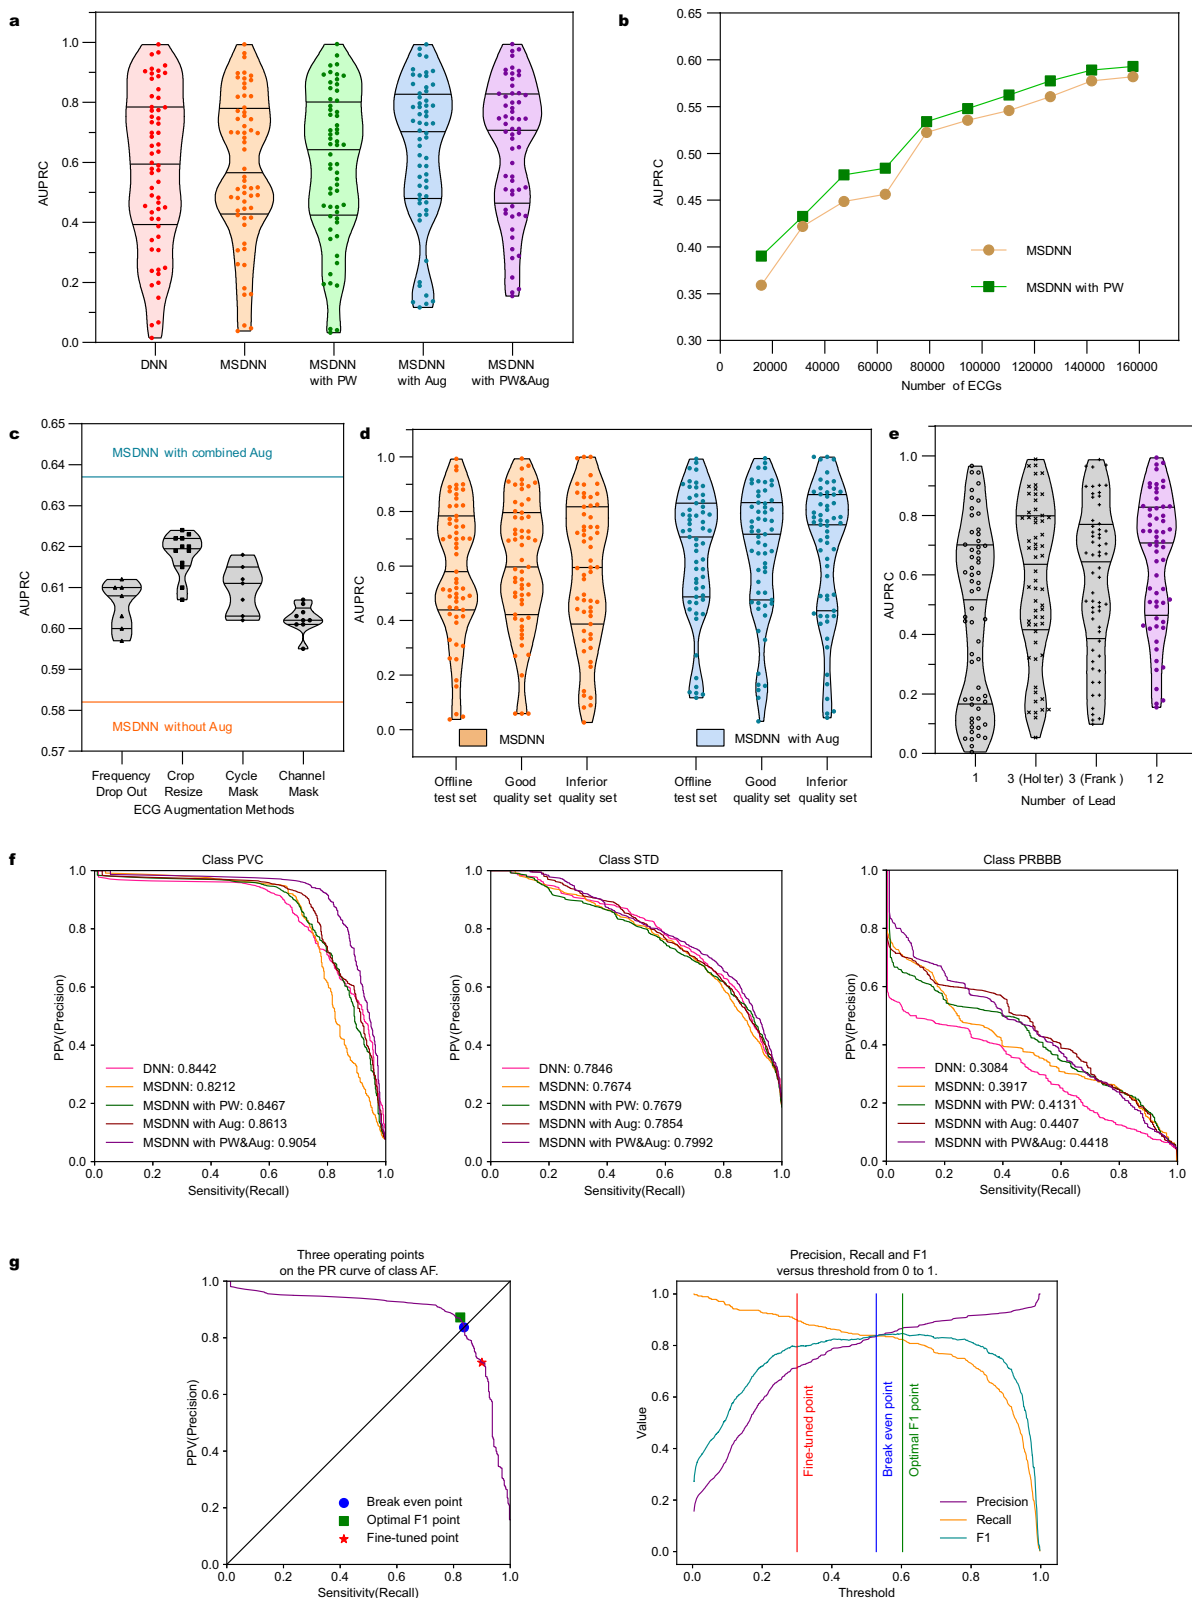 a
1.0
0.8
0.6
0.4
0.2
0.0
AUPRC
DNN
MSDNN
MSDNN
with PW
MSDNN
with Aug
MSDNN
with PW&Aug
b
0.65
0.60
0.55
0.50
0.45
0.40
0.35
0.30
AUPRC
MSDNN
MSDNN with PW
0 20000 40000 60000 80000 100000 120000 140000 160000
Number of ECGs
c
0.65
0.64
0.63
0.62
0.61
0.60
0.59
0.58
0.57
AUPRC
MSDNN with combined Aug
MSDNN without Aug
Frequency
Drop Out
Crop
Resize
Cycle
Mask
Channel
Mask
ECG Augmentation Methods
d
1.0
0.8
0.6
0.4
0.2
0.0
AUPRC
MSDNN
MSDNN with Aug
Offline
test set
Good
quality set
Inferior
quality set
Offline
test set
Good
quality set
Inferior
quality set
e
1.0
0.8
0.6
0.4
0.2
0.0
AUPRC
1 3 (Holter) 3 (Frank) 12
Number of Lead
f
Class PVC
1.0
0.8
0.6
0.4
0.2
0.0
PPV(Precision)
DNN: 0.8442
MSDNN: 0.8212
MSDNN with PW: 0.8467
MSDNN with Aug: 0.8613
MSDNN with PW&Aug: 0.9054
0.0 0.2 0.4 0.6 0.8 1.0
Sensitivity(Recall)
Class STD
1.0
0.8
0.6
0.4
0.2
0.0
PPV(Precision)
DNN: 0.7846
MSDNN: 0.7674
MSDNN with PW: 0.7679
MSDNN with Aug: 0.7854
MSDNN with PW&Aug: 0.7992
0.0 0.2 0.4 0.6 0.8 1.0
Sensitivity(Recall)
Class PRBBB
1.0
0.8
0.6
0.4
0.2
0.0
PPV(Precision)
DNN: 0.3084
MSDNN: 0.3917
MSDNN with PW: 0.4131
MSDNN with Aug: 0.4407
MSDNN with PW&Aug: 0.4418
0.0 0.2 0.4 0.6 0.8 1.0
Sensitivity(Recall)
g
Three operating points
on the PR curve of class AF.
1.0
0.8
0.6
0.4
0.2
0.0
PPV(Precision)
Break even point
Optimal F1 point
Fine-tuned point
0.0 0.2 0.4 0.6 0.8 1.0
Sensitivity(Recall)
Precision, Recall and F1
versus threshold from 0 to 1.
1.0
0.8
0.6
0.4
0.2
0.0
Value
Fine-tuned point
Break even point
Optimal F1 point
Precision
Recall
F1
0.0 0.2 0.4 0.6 0.8 1.0
Threshold